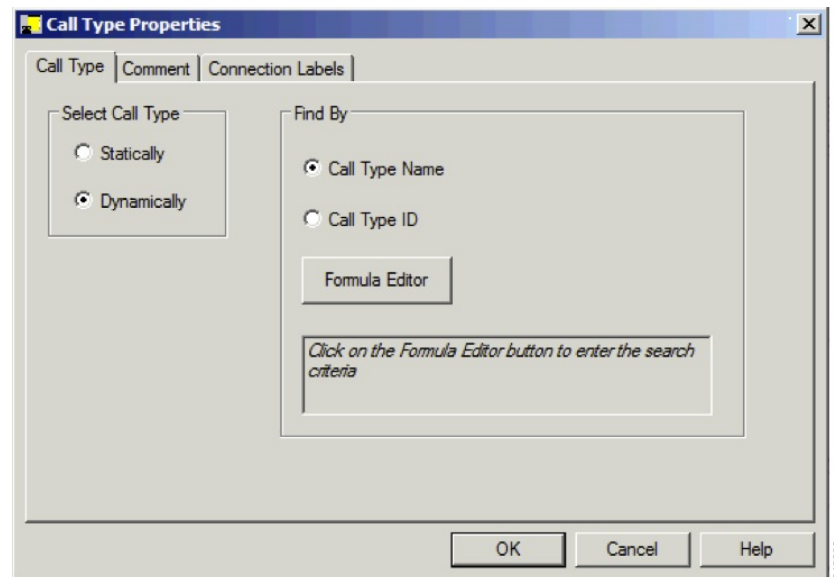 Call Type Properties
Call Type
Comment
Connection Labels
Select Call Type
Statically
Dynamically
Find By
Call Type Name
Call Type ID
Formula Editor
Click on the Formula Editor button to enter the search
criteria
OK
Cancel
Help